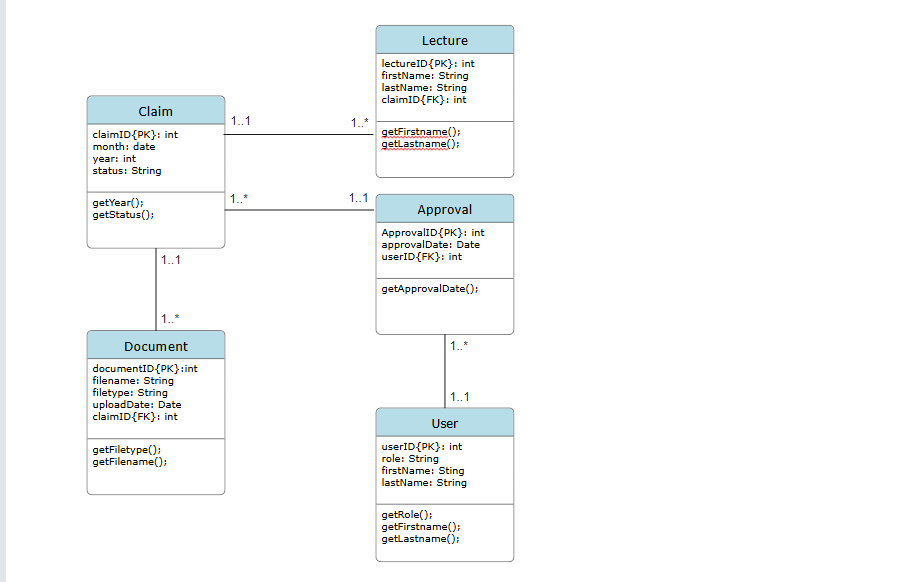 Lecture
lectureID{PK}: int
firstName: String
lastName: String
claimID{FK}: int
getFirstname();
getLastname();
Claim
claimID{PK}: int
month: date
year: int
status: String
getYear();
getStatus();
1..1
1..*
1..*
1..1
Approval
ApprovalID{PK}: int
approvalDate: Date
userID{FK}: int
getApprovalDate();
1..1
1..*
Document
documentID{PK}:int
filename: String
filetype: String
uploadDate: Date
claimID{FK}: int
getFiletype();
getFilename();
1..*
1..1
User
userID{PK}: int
role: String
firstName: Sting
lastName: String
getRole();
getFirstname();
getLastname();